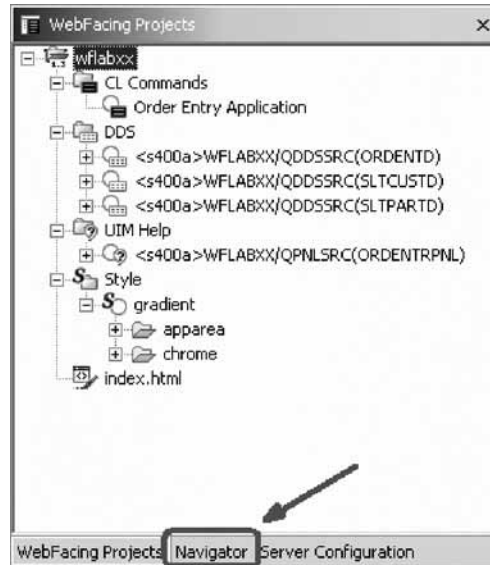 WebFacing Projects
wflabxx
CL Commands
Order Entry Application
DDS
<s400a>WFLABXX/QDDSSRC(ORDENTD)
<s400a>WFLABXX/QDDSSRC(SLTCUSTD)
<s400a>WFLABXX/QDDSSRC(SLTPARTD)
UIM Help
<s400a>WFLABXX/QPNLSRC(ORDENTRPNL)
Style
gradient
apparea
chrome
index.html
WebFacing Projects Navigator Server Configuration